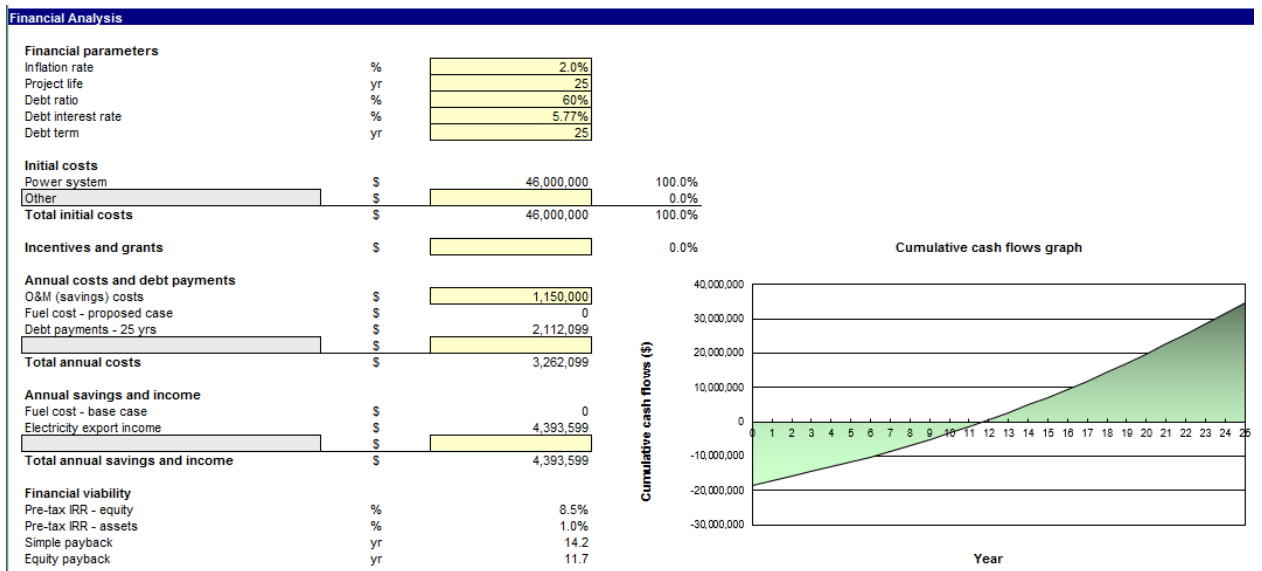 Financial Analysis
Financial parameters
Inflation rate % 2.0%
Project life yr 25
Debt ratio % 60%
Debt interest rate % 5.77%
Debt term yr 25
Initial costs
Power system $ 46,000,000 100.0%
Other $ 0.0%
Total initial costs $ 46,000,000 100.0%
Incentives and grants $ 0.0%
Annual costs and debt payments
O&M (savings) costs $ 1,150,000
Fuel cost - proposed case $ 0
Debt payments - 25 yrs $ 2,112,099
$
Total annual costs $ 3,262,099
Annual savings and income
Fuel cost - base case $ 0
Electricity export income $ 4,393,599
$
Total annual savings and income $ 4,393,599
Financial viability
Pre-tax IRR - equity % 8.5%
Pre-tax IRR - assets % 1.0%
Simple payback yr 14.2
Equity payback yr 11.7
Cumulative cash flows graph
Cumulative cash flows ($)
40,000,000
30,000,000
20,000,000
10,000,000
0
-10,000,000
-20,000,000
-30,000,000
0 1 2 3 4 5 6 7 8 9 10 11 12 13 14 15 16 17 18 19 20 21 22 23 24 25
Year